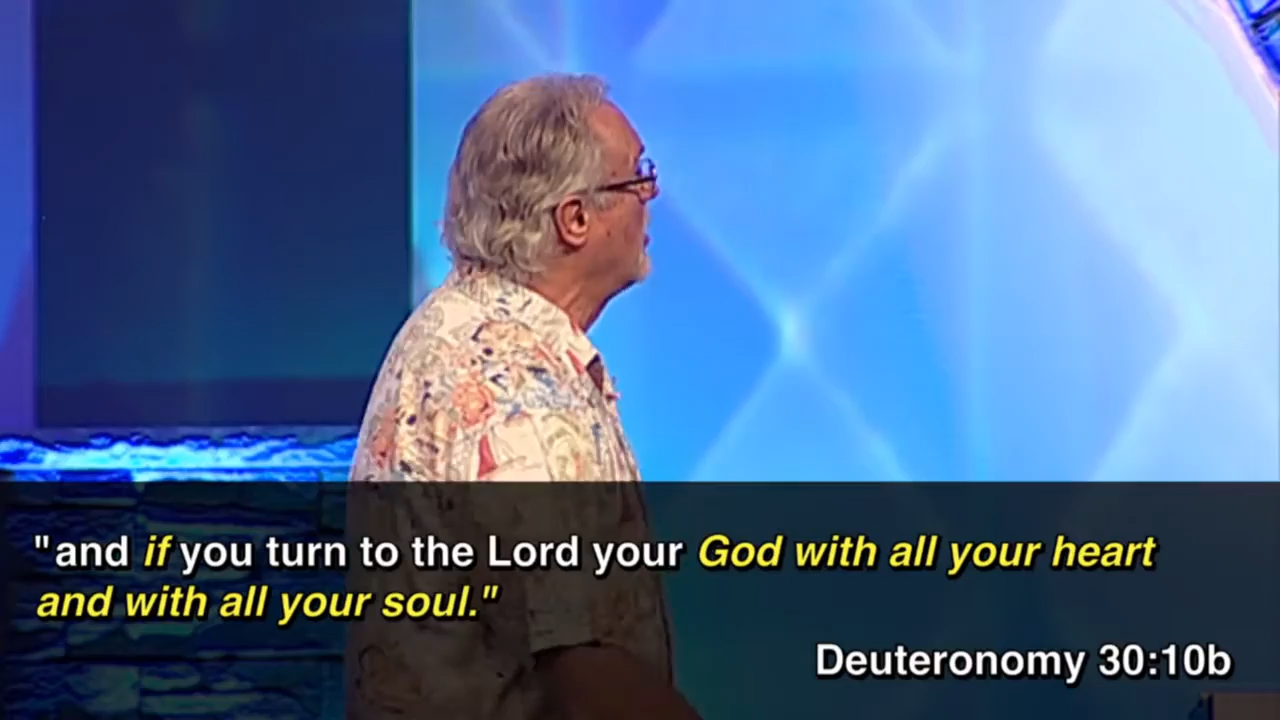 "and if you turn to the Lord your God with all your heart
and with all your soul."
Deuteronomy 30:10b